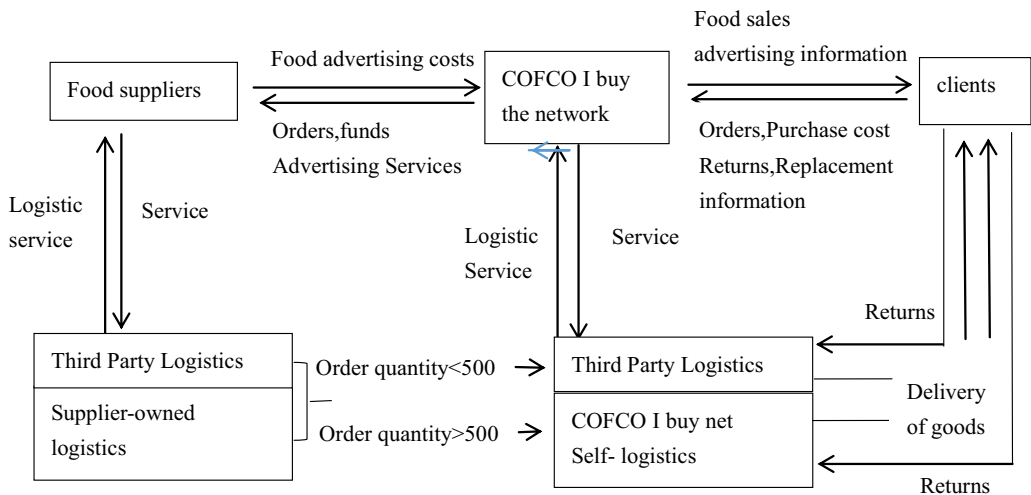 Food sales
advertising information
Food advertising costs
Food suppliers
COFCO I buy
the network
clients
Orders,funds
Advertising Services
Orders,Purchase cost
Returns,Replacement
information
Logistic
service
Service
Logistic
Service
Service
Returns
Third Party Logistics
Order quantity<500
Third Party Logistics
Supplier-owned
logistics
Order quantity>500
COFCO I buy net
Self- logistics
Delivery
of goods
Returns